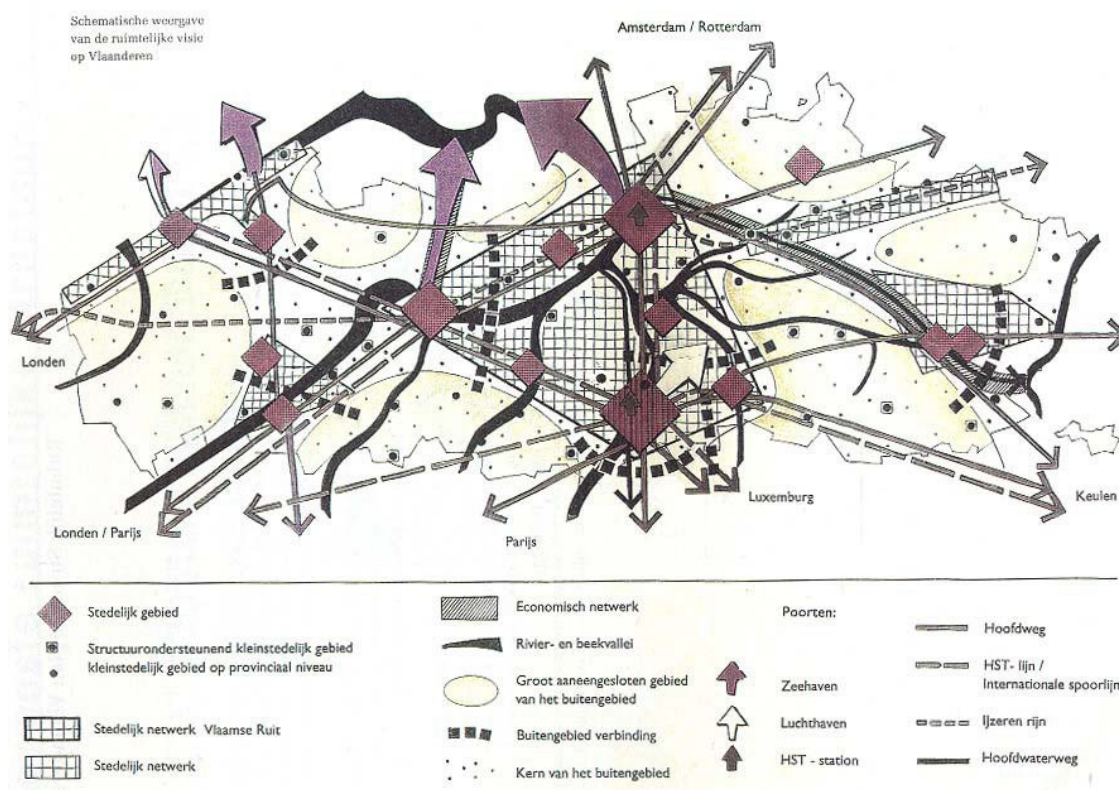 Schematische weergave
van de ruimtelijke visie
op Vlaanderen
Amsterdam / Rotterdam
Londen
Londen / Parijs
Parijs
Luxemburg
Keulen
Stedelijk gebied
Structuurondersteunend kleinstedelijk gebied
kleinstedelijk gebied op provinciaal niveau
Stedelijk netwerk Vlaamse Ruit
Stedelijk netwerk
Economisch netwerk
Rivier- en beekvallei
Groot aaneengesloten gebied
van het buitengebied
Buitengebied verbinding
Kern van het buitengebied
Poorten:
Zeehaven
Luchthaven
HST - station
Hoofdweg
HST- lijn /
Internationale spoorlijn
Ijzeren rijn
Hoofdwaterweg